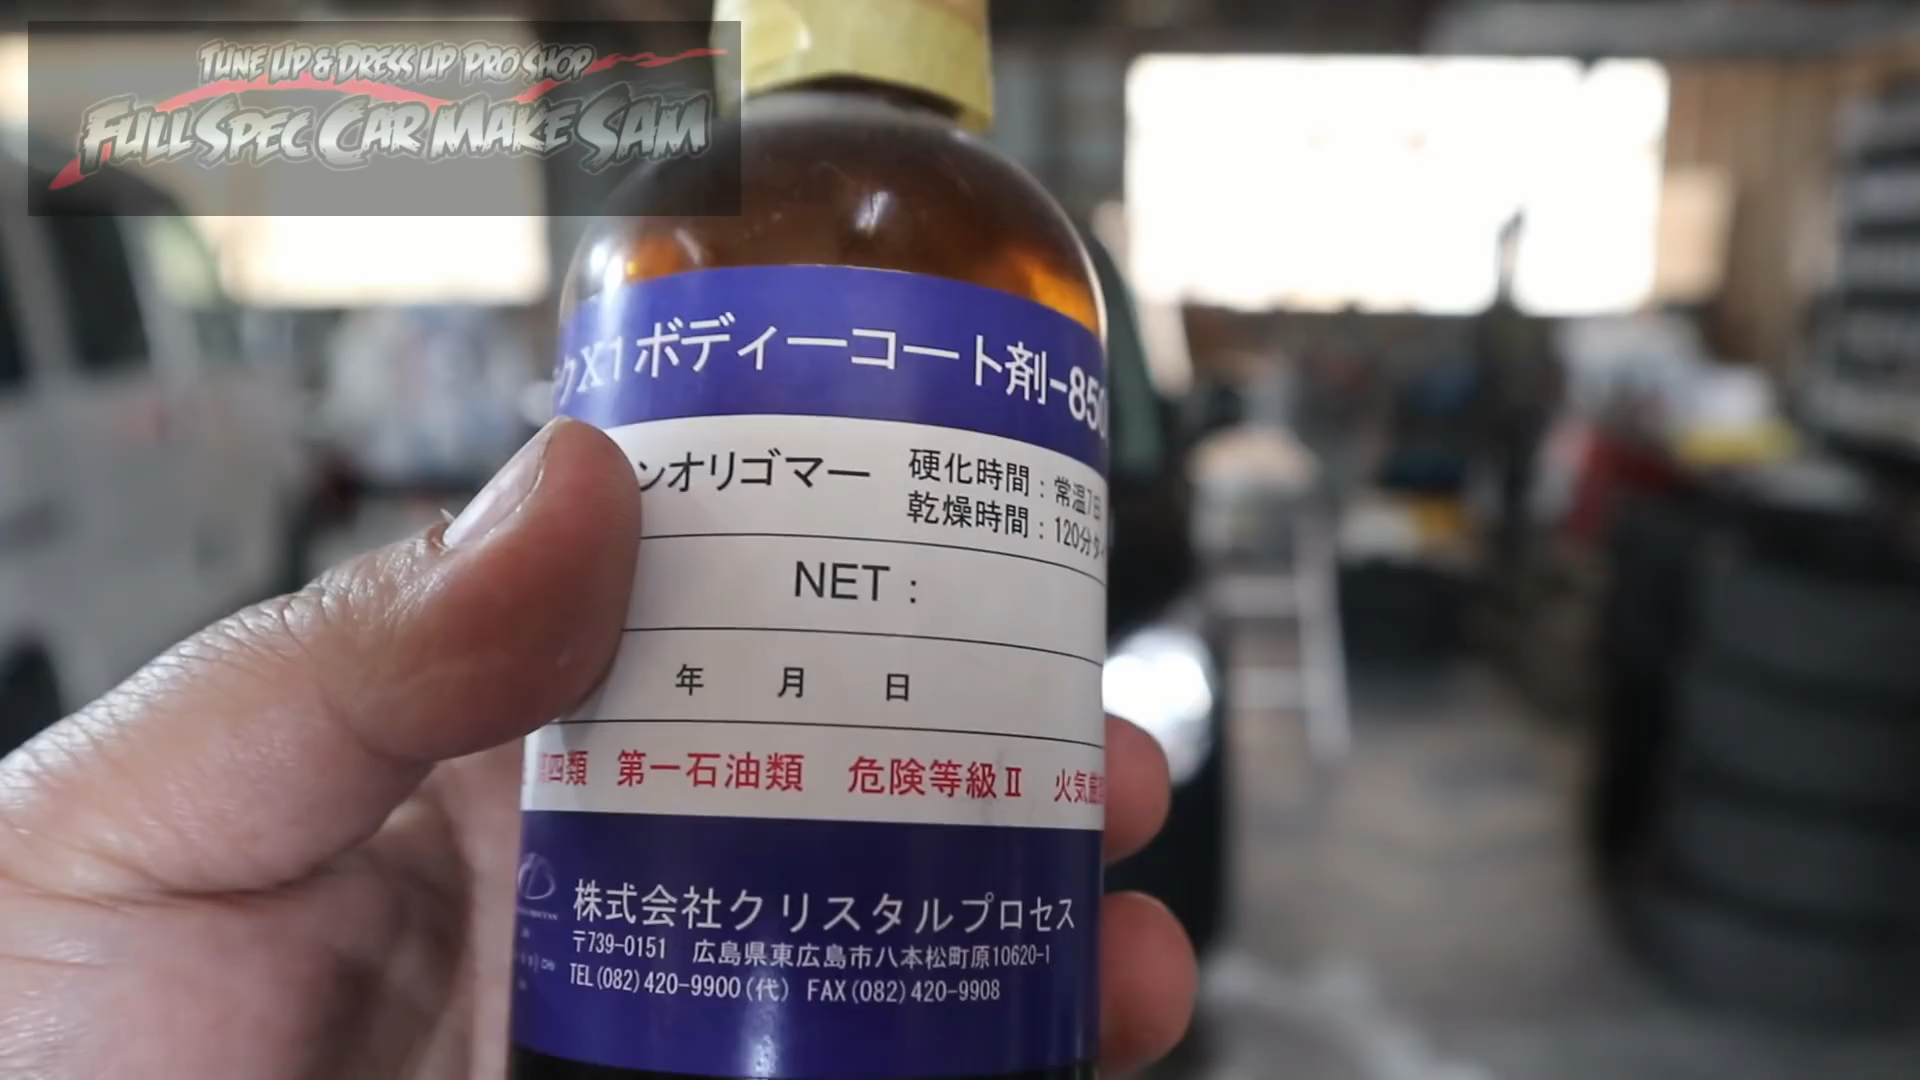 TUNE UP & DRESS UP PRO SHOP
FULL SPEC CAR MAKE SAM
クX1ボディーコート剤-850
ンオリゴマー
硬化時間：常温7日
乾燥時間：120分
NET：
年 月 日
第四類 第一石油類 危険等級Ⅱ 火気厳
株式会社クリスタルプロセス
〒739-0151 広島県東広島市八本松町原10620-1
TEL(082)420-9900(代) FAX(082)420-9908